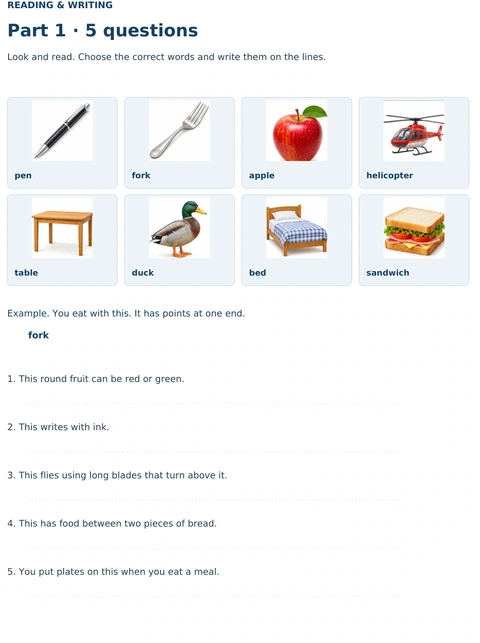 READING & WRITING
Part 1 · 5 questions
Look and read. Choose the correct words and write them on the lines.
pen
fork
apple
helicopter
table
duck
bed
sandwich
Example. You eat with this. It has points at one end.
fork
1. This round fruit can be red or green.
2. This writes with ink.
3. This flies using long blades that turn above it.
4. This has food between two pieces of bread.
5. You put plates on this when you eat a meal.